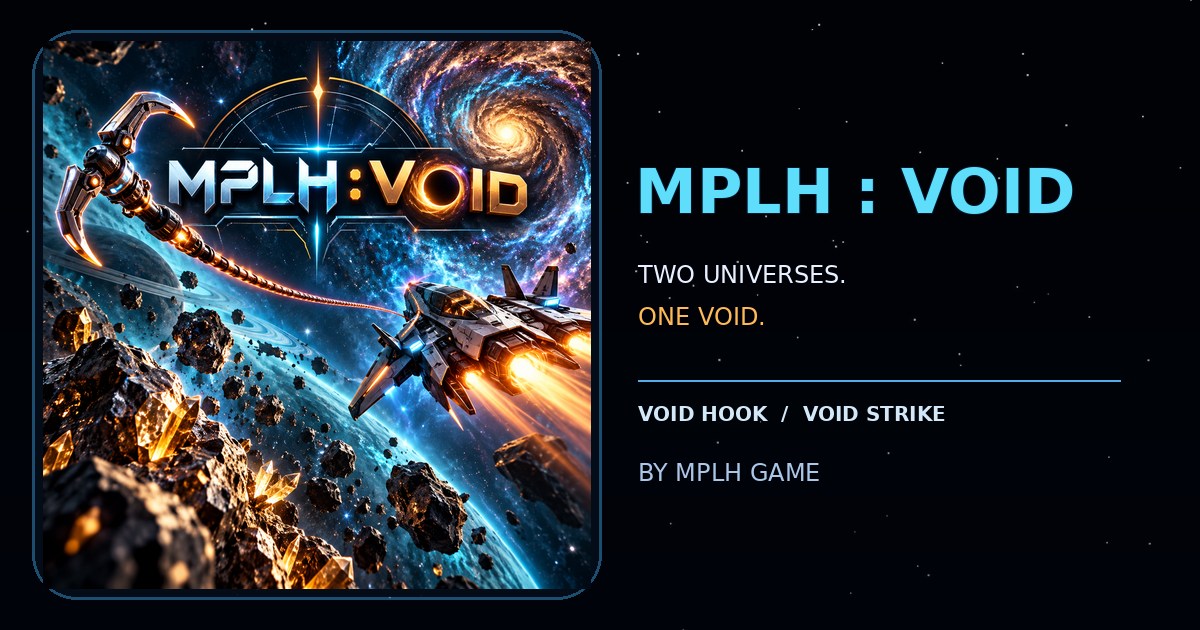 MPLH : VOID
MPLH : VOID
TWO UNIVERSES.
ONE VOID.
VOID HOOK / VOID STRIKE
BY MPLH GAME